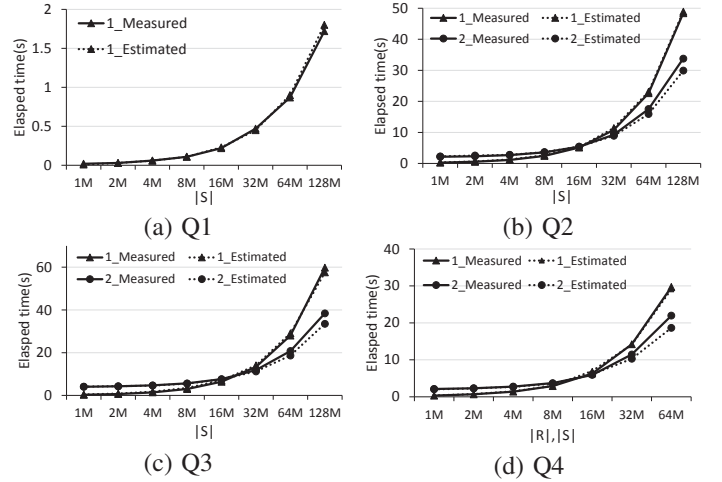 2
1.5
1
0.5
0
Elasped time(s)
1_Measured
1_Estimated
1M 2M 4M 8M 16M 32M 64M 128M
|S|
(a) Q1
50
40
30
20
10
0
Elapsed time(s)
1_Measured 1_Estimated
2_Measured 2_Estimated
1M 2M 4M 8M 16M 32M 64M 128M
|S|
(b) Q2
60
40
20
0
Elasped time(s)
1_Measured 1_Estimated
2_Measured 2_Estimated
1M 2M 4M 8M 16M 32M 64M 128M
|S|
(c) Q3
40
30
20
10
0
Elasped time(s)
1_Measured 1_Estimated
2_Measured 2_Estimated
1M 2M 4M 8M 16M 32M 64M
|R|,|S|
(d) Q4